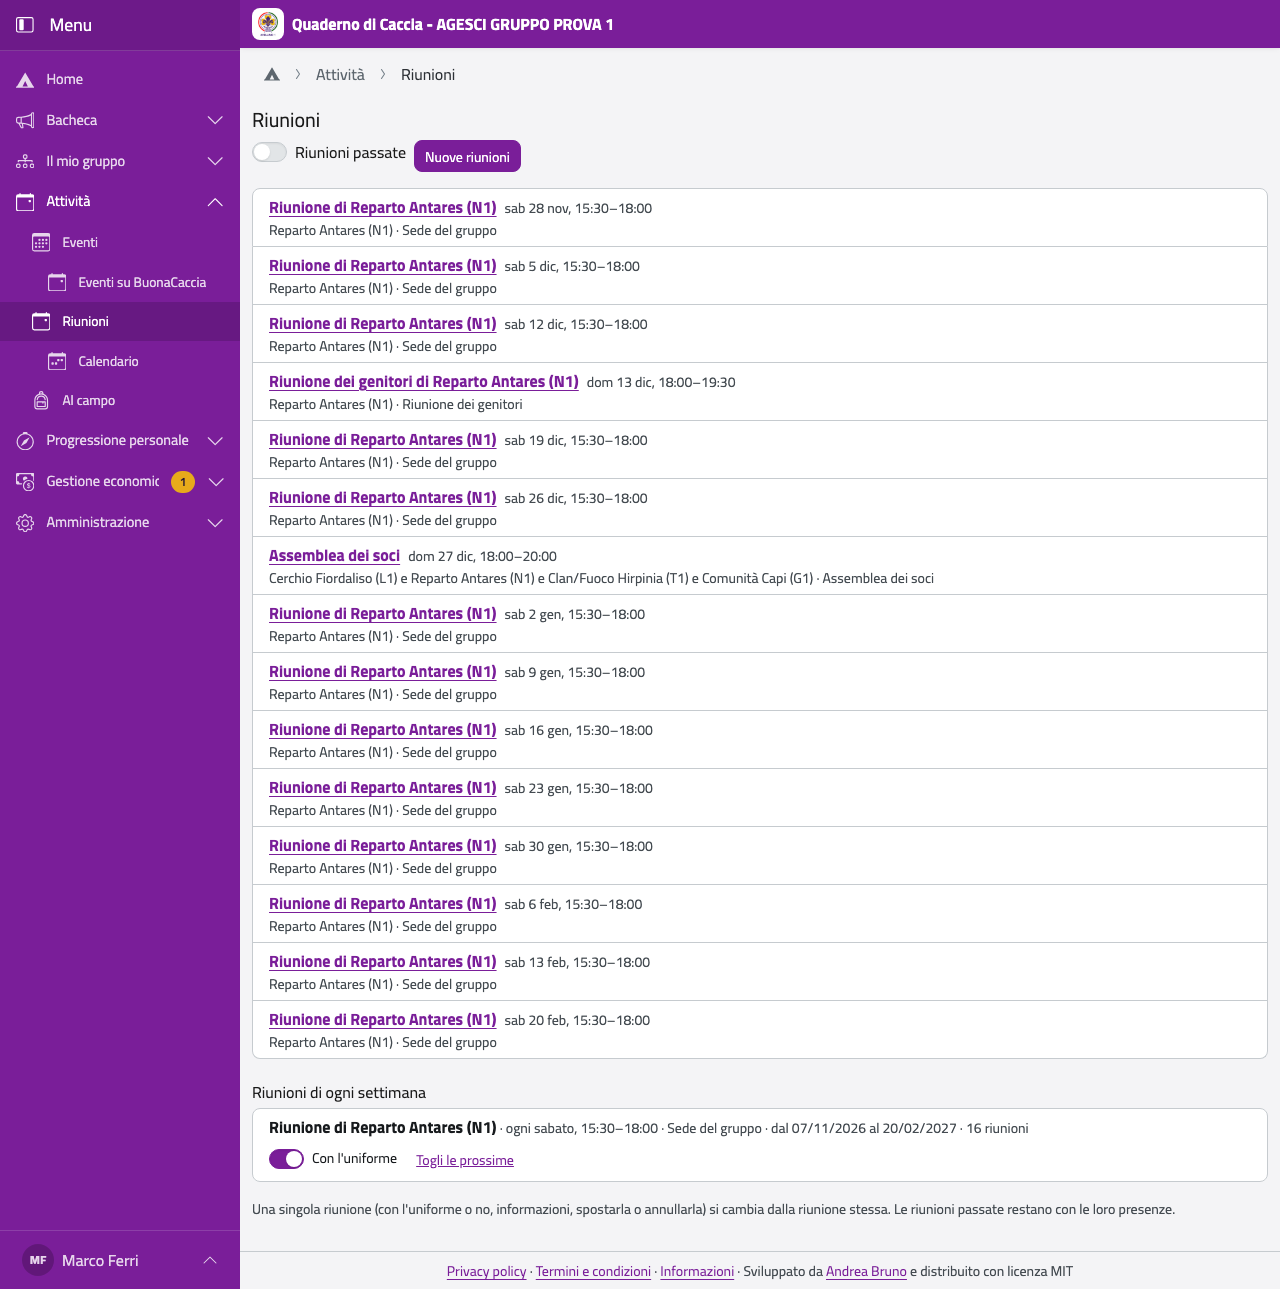 Menu
Quaderno di Caccia - AGESCI GRUPPO PROVA 1
Home
Bacheca
Il mio gruppo
Attività
Eventi
Eventi su BuonaCaccia
Riunioni
Calendario
Al campo
Progressione personale
Gestione economic
1
Amministrazione
MF Marco Ferri
Attività
Riunioni
Riunioni
Riunioni passate
Nuove riunioni
Riunione di Reparto Antares (N1) sab 28 nov, 15:30–18:00
Reparto Antares (N1) · Sede del gruppo
Riunione di Reparto Antares (N1) sab 5 dic, 15:30–18:00
Reparto Antares (N1) · Sede del gruppo
Riunione di Reparto Antares (N1) sab 12 dic, 15:30–18:00
Reparto Antares (N1) · Sede del gruppo
Riunione dei genitori di Reparto Antares (N1) dom 13 dic, 18:00–19:30
Reparto Antares (N1) · Riunione dei genitori
Riunione di Reparto Antares (N1) sab 19 dic, 15:30–18:00
Reparto Antares (N1) · Sede del gruppo
Riunione di Reparto Antares (N1) sab 26 dic, 15:30–18:00
Reparto Antares (N1) · Sede del gruppo
Assemblea dei soci dom 27 dic, 18:00–20:00
Cerchio Fiordaliso (L1) e Reparto Antares (N1) e Clan/Fuoco Hirpinia (T1) e Comunità Capi (G1) · Assemblea dei soci
Riunione di Reparto Antares (N1) sab 2 gen, 15:30–18:00
Reparto Antares (N1) · Sede del gruppo
Riunione di Reparto Antares (N1) sab 9 gen, 15:30–18:00
Reparto Antares (N1) · Sede del gruppo
Riunione di Reparto Antares (N1) sab 16 gen, 15:30–18:00
Reparto Antares (N1) · Sede del gruppo
Riunione di Reparto Antares (N1) sab 23 gen, 15:30–18:00
Reparto Antares (N1) · Sede del gruppo
Riunione di Reparto Antares (N1) sab 30 gen, 15:30–18:00
Reparto Antares (N1) · Sede del gruppo
Riunione di Reparto Antares (N1) sab 6 feb, 15:30–18:00
Reparto Antares (N1) · Sede del gruppo
Riunione di Reparto Antares (N1) sab 13 feb, 15:30–18:00
Reparto Antares (N1) · Sede del gruppo
Riunione di Reparto Antares (N1) sab 20 feb, 15:30–18:00
Reparto Antares (N1) · Sede del gruppo
Riunioni di ogni settimana
Riunione di Reparto Antares (N1) · ogni sabato, 15:30–18:00 · Sede del gruppo · dal 07/11/2026 al 20/02/2027 · 16 riunioni
Con l'uniforme
Togli le prossime
Una singola riunione (con l'uniforme o no, informazioni, spostarla o annullarla) si cambia dalla riunione stessa. Le riunioni passate restano con le loro presenze.
Privacy policy · Termini e condizioni · Informazioni · Sviluppato da Andrea Bruno e distribuito con licenza MIT